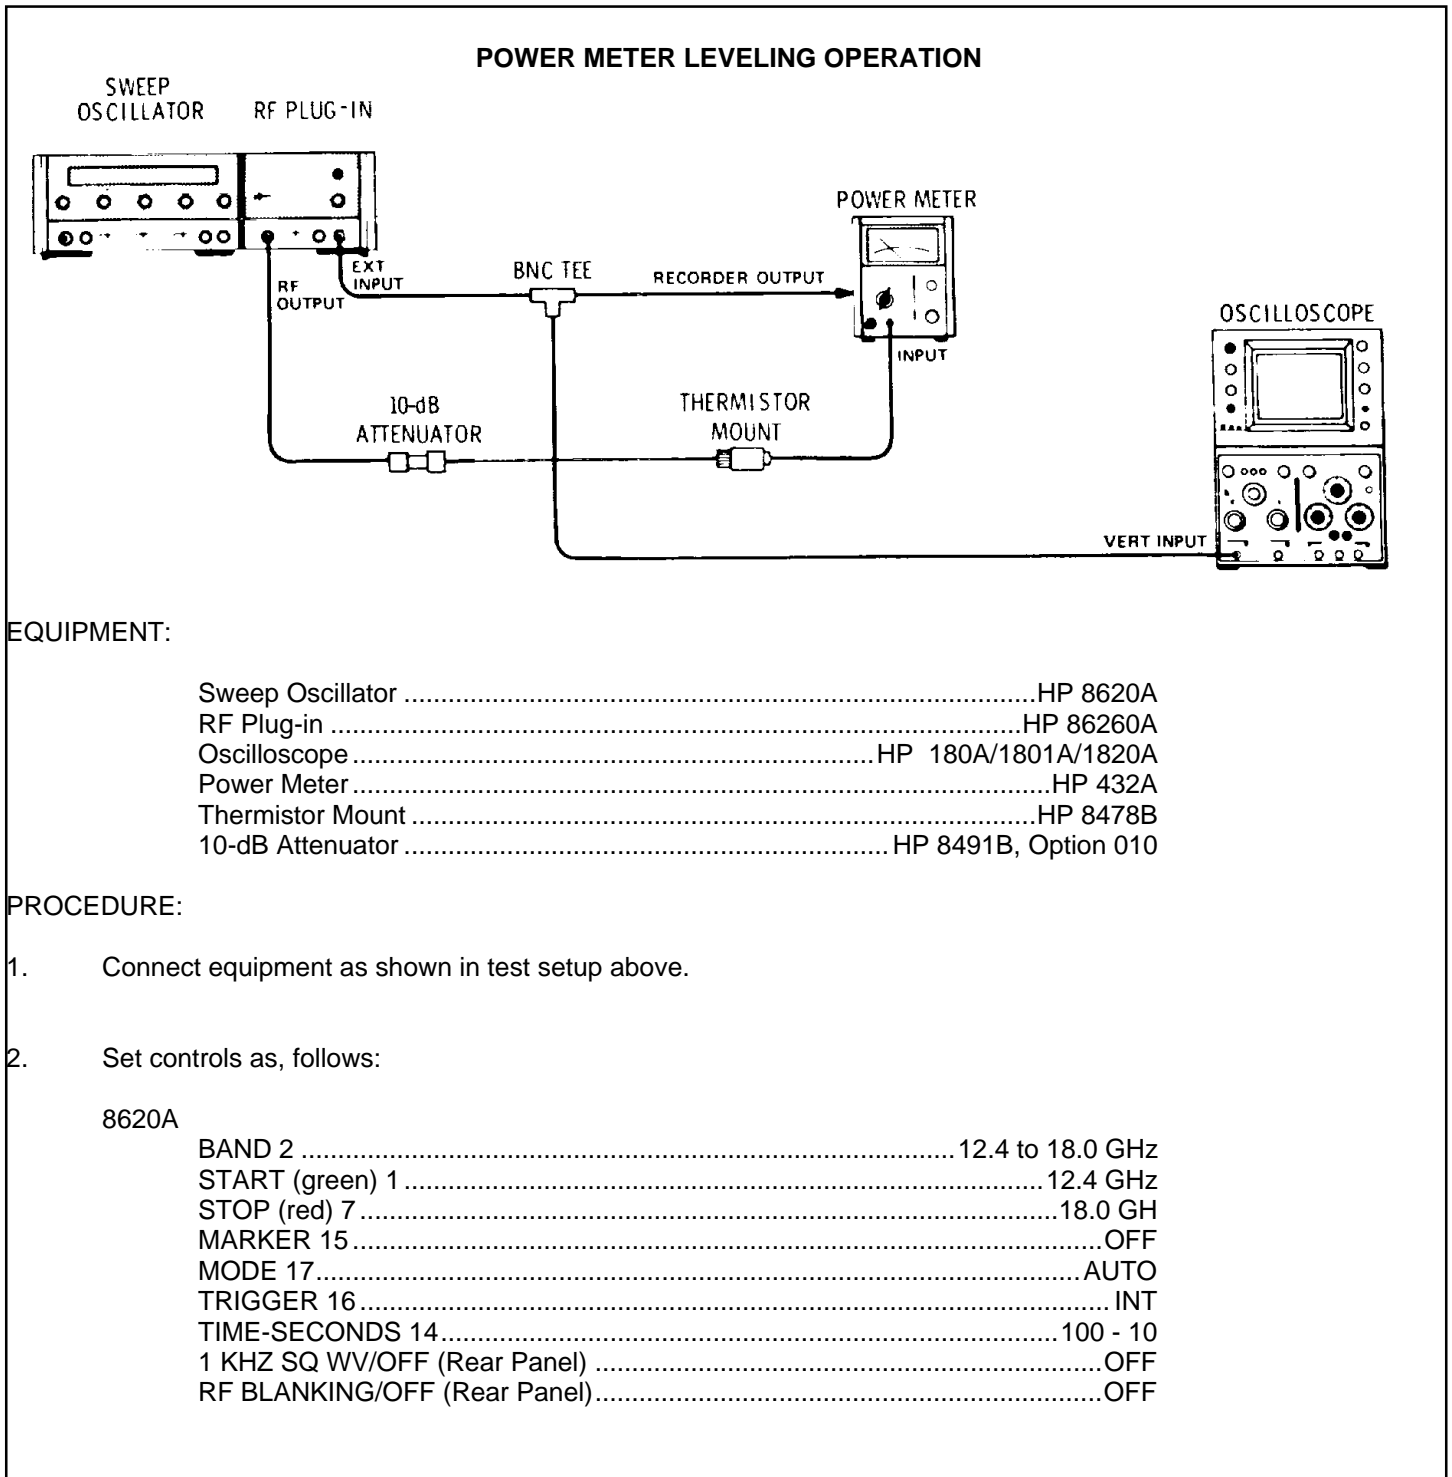 POWER METER LEVELING OPERATION
SWEEP
OSCILLATOR
RF PLUG-IN
POWER METER
EXT
INPUT
BNC TEE
RECORDER OUTPUT
RF
OUTPUT
OSCILLOSCOPE
INPUT
10-dB
ATTENUATOR
THERMISTOR
MOUNT
VERT INPUT
EQUIPMENT:
Sweep Oscillator ......................................................................................HP 8620A
RF Plug-in ..............................................................................................HP 86260A
Oscilloscope.......................................................................HP 180A/1801A/1820A
Power Meter...............................................................................................HP 432A
Thermistor Mount .....................................................................................HP 8478B
10-dB Attenuator ..................................................................HP 8491B, Option 010
PROCEDURE:
1. Connect equipment as shown in test setup above.
2. Set controls as, follows:
8620A
BAND 2 .........................................................................................12.4 to 18.0 GHz
START (green) 1.......................................................................................12.4 GHz
STOP (red) 7...............................................................................................18.0 GH
MARKER 15......................................................................................................OFF
MODE 17........................................................................................................AUTO
TRIGGER 16......................................................................................................INT
TIME-SECONDS 14....................................................................................100 - 10
1 KHZ SQ WV/OFF (Rear Panel) .....................................................................OFF
RF BLANKING/OFF (Rear Panel).....................................................................OFF